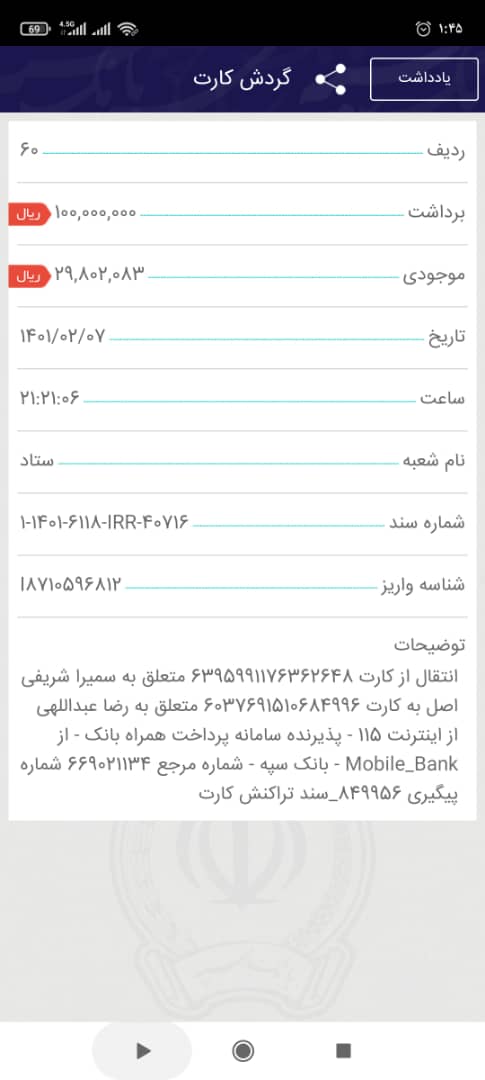 69 4.5G ۱:۴۵
گردش کارت یادداشت
ردیف ۶۰
برداشت ۱۰۰,۰۰۰,۰۰۰ ریال
موجودی ۲۹,۸۰۲,۰۸۳ ریال
تاریخ ۱۴۰۱/۰۲/۰۷
ساعت ۲۱:۲۱:۰۶
نام شعبه ستاد
شماره سند ۱-۱۴۰۱-۶۱۱۸-IRR-۴۰۷۱۶
شناسه واریز I۸۷۱۰۵۹۶۸۱۲
توضیحات
انتقال از کارت ۶۳۹۵۹۹۱۱۷۶۳۶۲۶۴۸ متعلق به سمیرا شریفی
اصل به کارت ۶۰۳۷۶۹۱۵۱۰۶۸۴۹۹۶ متعلق به رضا عبداللهی
از اینترنت ۱۱۵ - پذیرنده سامانه پرداخت همراه بانک - از
Mobile_Bank - بانک سپه - شماره مرجع ۶۶۹۰۲۱۱۳۴ شماره
پیگیری ۸۴۹۹۵۶_سند تراکنش کارت